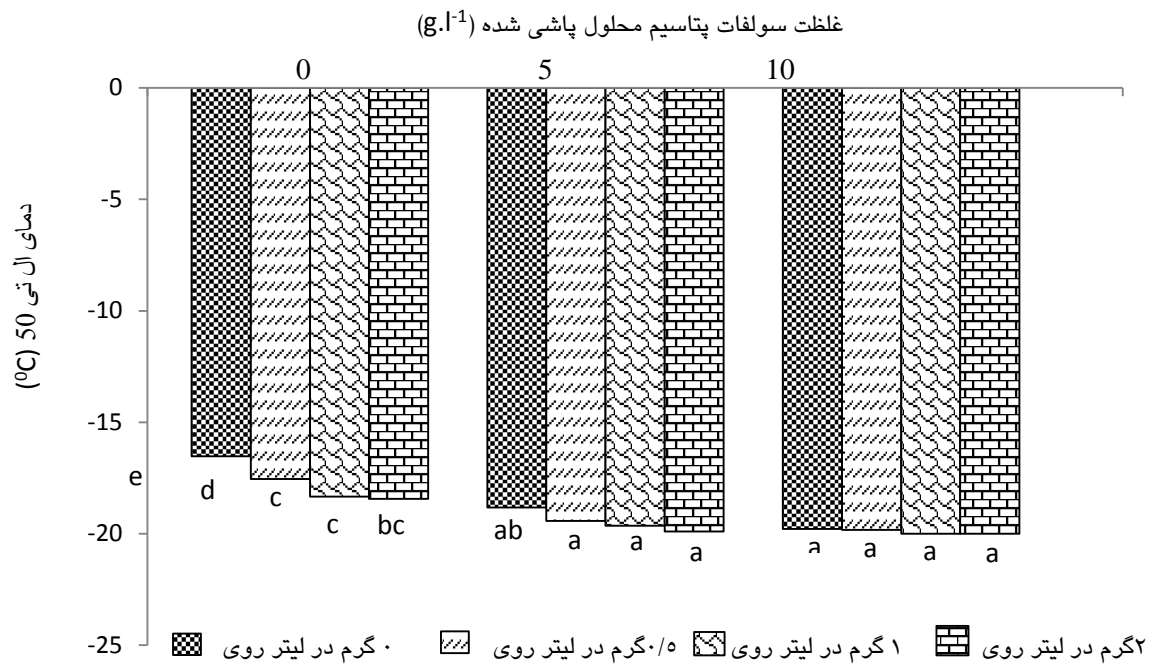 غلظت سولفات پتاسیم محلول پاشی شده (g.l-1)
0 5 10
0
-5
-10
-15
-20
-25
دمای ال تی 50 (0C)
e d c c bc ab a a a a a a a
۰ گرم در لیتر روی
۰/۵گرم در لیتر روی
۱ گرم در لیتر روی
۲گرم در لیتر روی